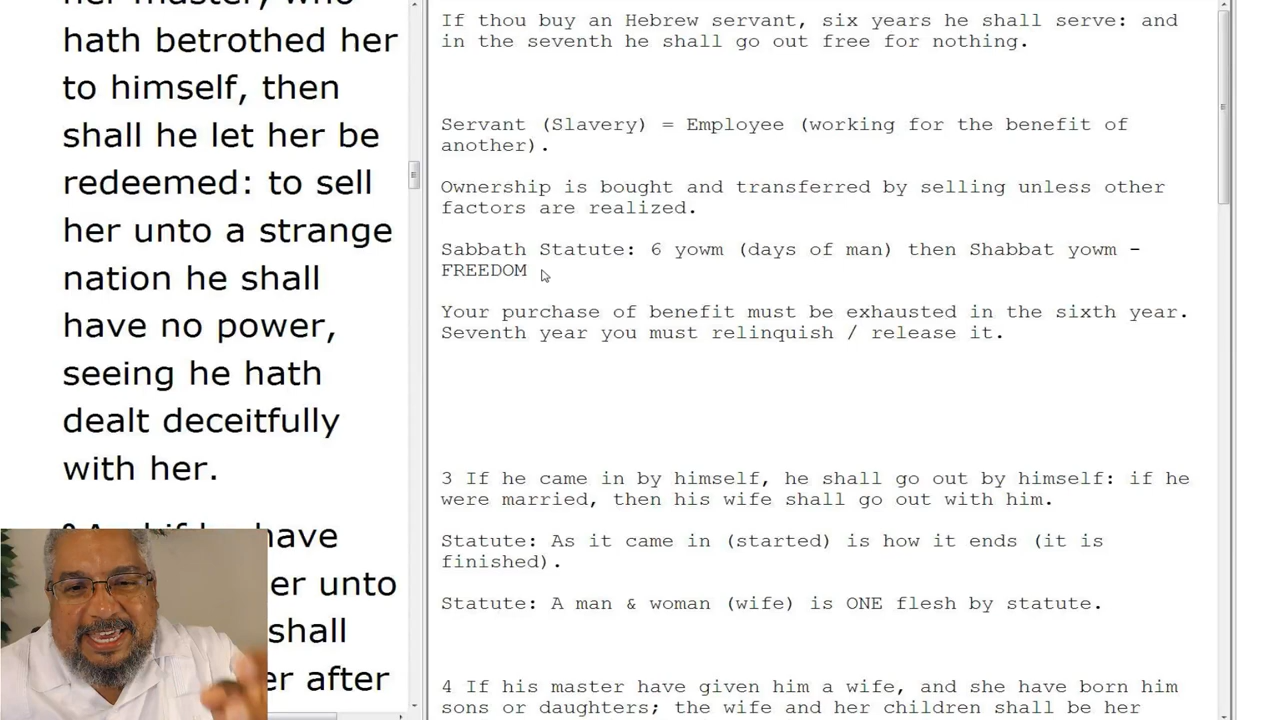 her master, who
hath betrothed her
to himself, then
shall he let her be
redeemed: to sell
her unto a strange
nation he shall
have no power,
seeing he hath
dealt deceitfully
with her.
have
er unto
shall
er after
If thou buy an Hebrew servant, six years he shall serve: and
in the seventh he shall go out free for nothing.
Servant (Slavery) = Employee (working for the benefit of
another).
Ownership is bought and transferred by selling unless other
factors are realized.
Sabbath Statute: 6 yowm (days of man) then Shabbat yowm –
FREEDOM
Your purchase of benefit must be exhausted in the sixth year.
Seventh year you must relinquish / release it.
3 If he came in by himself, he shall go out by himself: if he
were married, then his wife shall go out with him.
Statute: As it came in (started) is how it ends (it is
finished).
Statute: A man & woman (wife) is ONE flesh by statute.
4 If his master have given him a wife, and she have born him
sons or daughters; the wife and her children shall be her